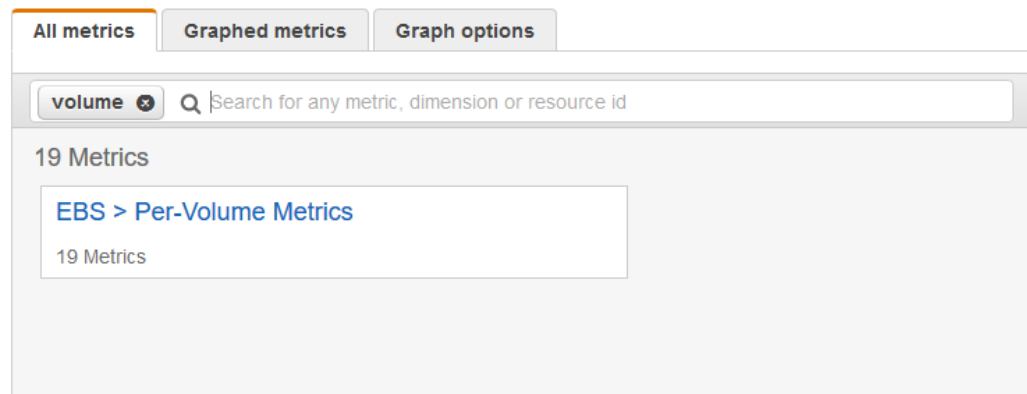 All metrics Graphed metrics Graph options
volume Search for any metric, dimension or resource id
19 Metrics
EBS > Per-Volume Metrics
19 Metrics